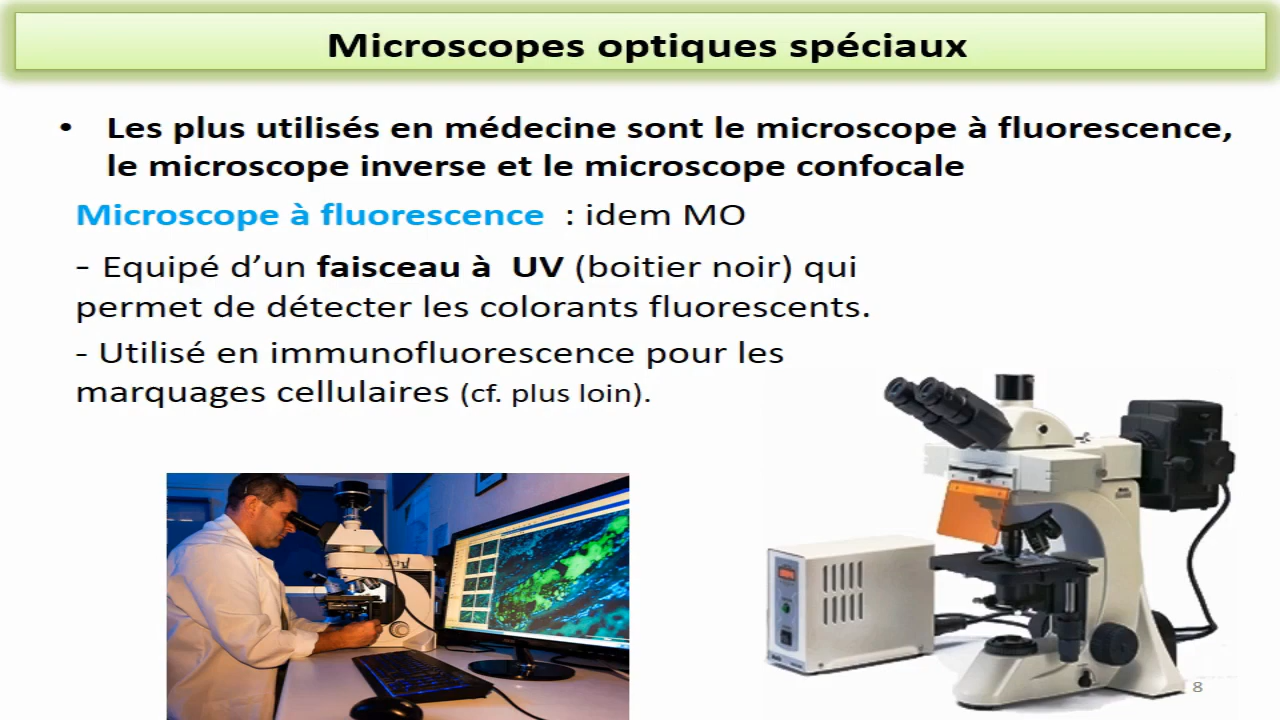 Microscopes optiques spéciaux
• Les plus utilisés en médecine sont le microscope à fluorescence,
le microscope inverse et le microscope confocale
Microscope à fluorescence : idem MO
- Equipé d’un faisceau à UV (boitier noir) qui
permet de détecter les colorants fluorescents.
- Utilisé en immunofluorescence pour les
marquages cellulaires (cf. plus loin).
8